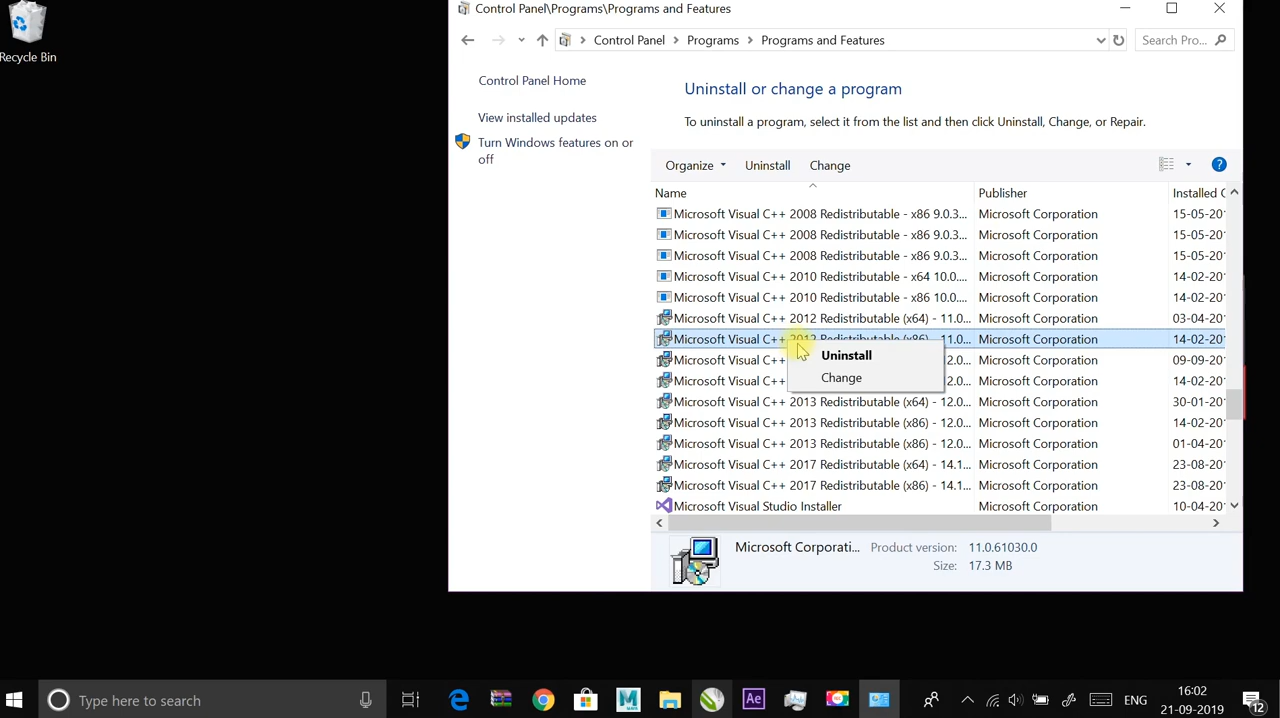 Recycle Bin
Control Panel\Programs\Programs and Features
Control Panel
Programs
Programs and Features
Search Pro...
Control Panel Home
View installed updates
Turn Windows features on or
off
Uninstall or change a program
To uninstall a program, select it from the list and then click Uninstall, Change, or Repair.
Organize Uninstall Change
Name Publisher Installed
Microsoft Visual C++ 2008 Redistributable - x86 9.0.3... Microsoft Corporation 15-05-20
Microsoft Visual C++ 2008 Redistributable - x86 9.0.3... Microsoft Corporation 15-05-20
Microsoft Visual C++ 2008 Redistributable - x86 9.0.3... Microsoft Corporation 15-05-20
Microsoft Visual C++ 2010 Redistributable - x64 10.0.... Microsoft Corporation 14-02-20
Microsoft Visual C++ 2010 Redistributable - x86 10.0.... Microsoft Corporation 14-02-20
Microsoft Visual C++ 2012 Redistributable (x64) - 11.0... Microsoft Corporation 03-04-20
Microsoft Visual C++ 2012 Redistributable (x86) - 11.0... Microsoft Corporation 14-02-20
Microsoft Visual C++ 2.0... Microsoft Corporation 09-09-20
Microsoft Visual C++ 2.0... Microsoft Corporation 14-02-20
Microsoft Visual C++ 2013 Redistributable (x64) - 12.0... Microsoft Corporation 30-01-20
Microsoft Visual C++ 2013 Redistributable (x86) - 12.0... Microsoft Corporation 14-02-20
Microsoft Visual C++ 2013 Redistributable (x86) - 12.0... Microsoft Corporation 01-04-20
Microsoft Visual C++ 2017 Redistributable (x64) - 14.1... Microsoft Corporation 23-08-20
Microsoft Visual C++ 2017 Redistributable (x86) - 14.1... Microsoft Corporation 23-08-20
Microsoft Visual Studio Installer Microsoft Corporation 10-04-20
Uninstall
Change
Microsoft Corporati... Product version: 11.0.61030.0
Size: 17.3 MB
Type here to search
M
Ae
ENG
16:02
21-09-2019
12